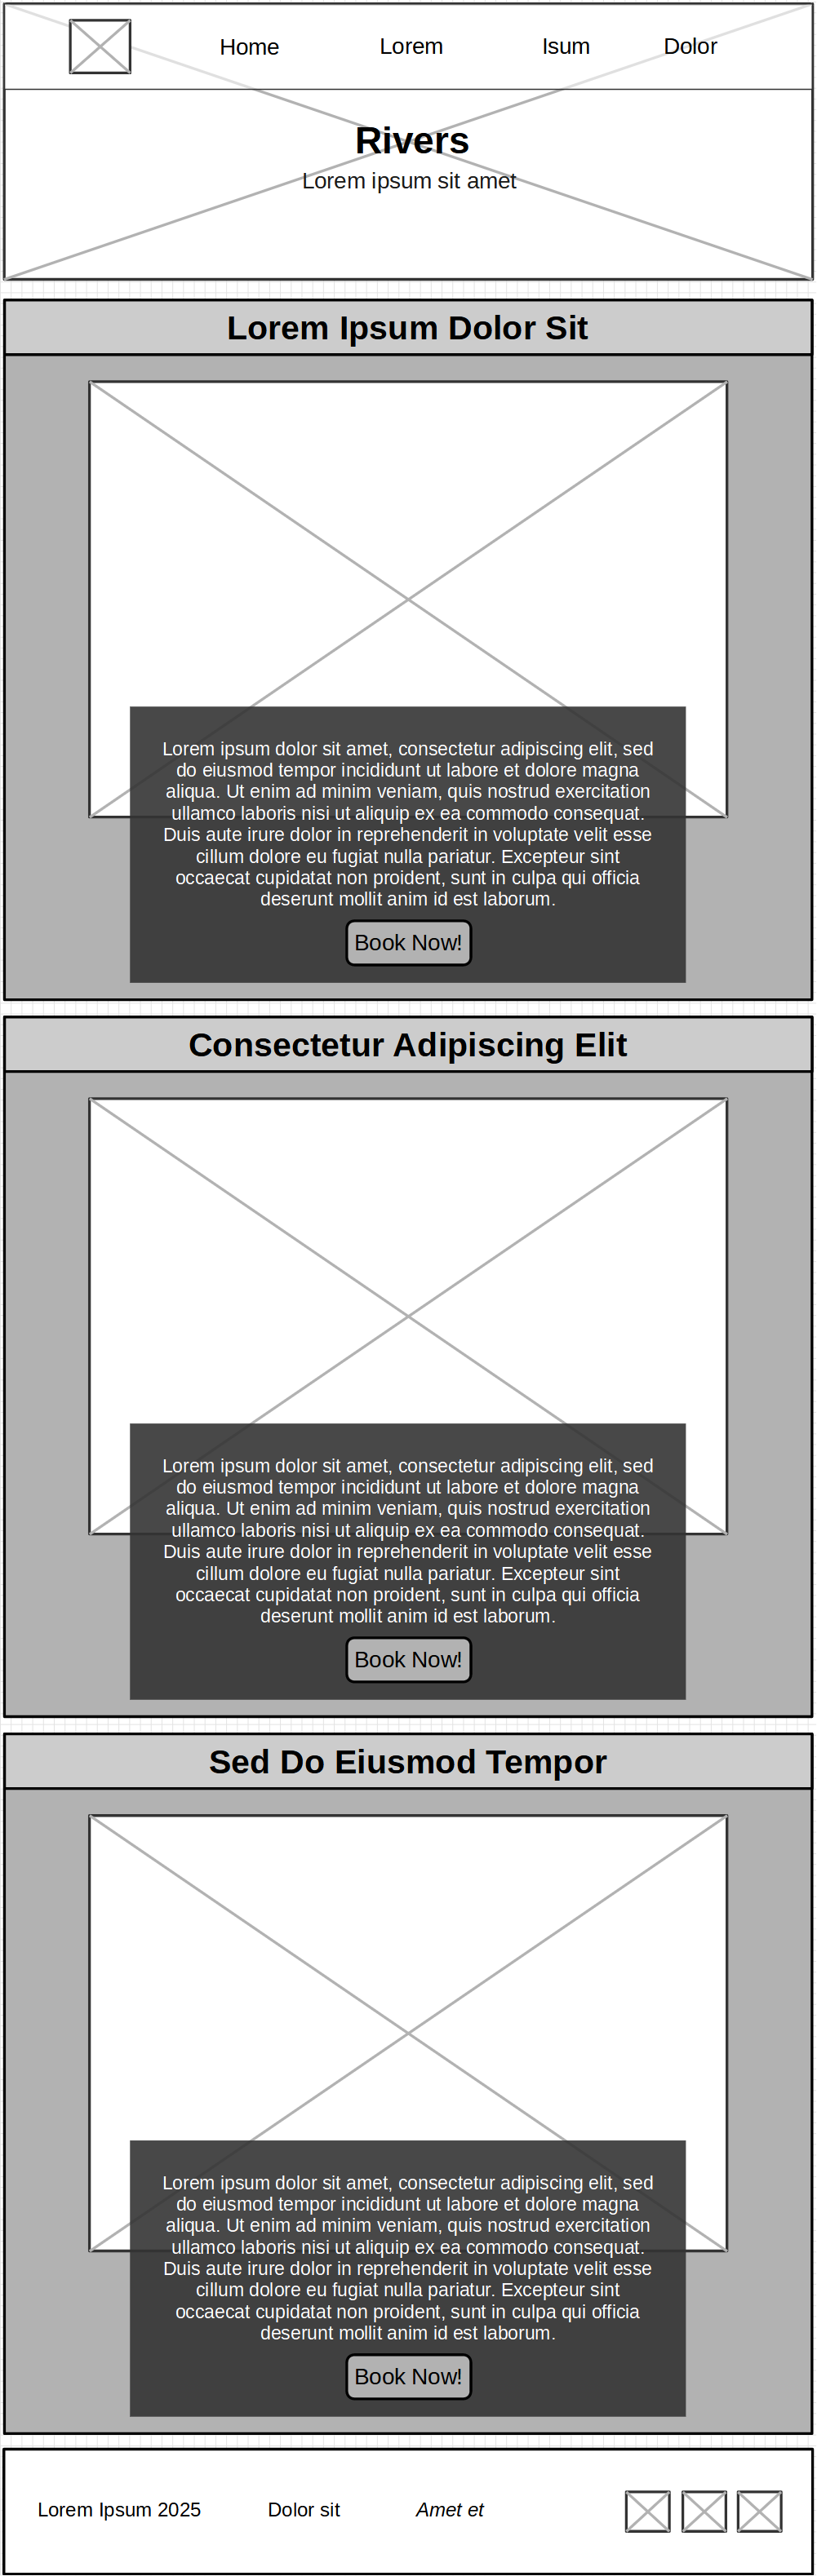 Home Lorem Isum Dolor
Rivers
Lorem ipsum sit amet
Lorem Ipsum Dolor Sit
Lorem ipsum dolor sit amet, consectetur adipiscing elit, sed
do eiusmod tempor incididunt ut labore et dolore magna
aliqua. Ut enim ad minim veniam, quis nostrud exercitation
ullamco laboris nisi ut aliquip ex ea commodo consequat.
Duis aute irure dolor in reprehenderit in voluptate velit esse
cillum dolore eu fugiat nulla pariatur. Excepteur sint
occaecat cupidatat non proident, sunt in culpa qui officia
deserunt mollit anim id est laborum.
Book Now!
Consectetur Adipiscing Elit
Lorem ipsum dolor sit amet, consectetur adipiscing elit, sed
do eiusmod tempor incididunt ut labore et dolore magna
aliqua. Ut enim ad minim veniam, quis nostrud exercitation
ullamco laboris nisi ut aliquip ex ea commodo consequat.
Duis aute irure dolor in reprehenderit in voluptate velit esse
cillum dolore eu fugiat nulla pariatur. Excepteur sint
occaecat cupidatat non proident, sunt in culpa qui officia
deserunt mollit anim id est laborum.
Book Now!
Sed Do Eiusmod Tempor
Lorem ipsum dolor sit amet, consectetur adipiscing elit, sed
do eiusmod tempor incididunt ut labore et dolore magna
aliqua. Ut enim ad minim veniam, quis nostrud exercitation
ullamco laboris nisi ut aliquip ex ea commodo consequat.
Duis aute irure dolor in reprehenderit in voluptate velit esse
cillum dolore eu fugiat nulla pariatur. Excepteur sint
occaecat cupidatat non proident, sunt in culpa qui officia
deserunt mollit anim id est laborum.
Book Now!
Lorem Ipsum 2025 Dolor sit Amet et